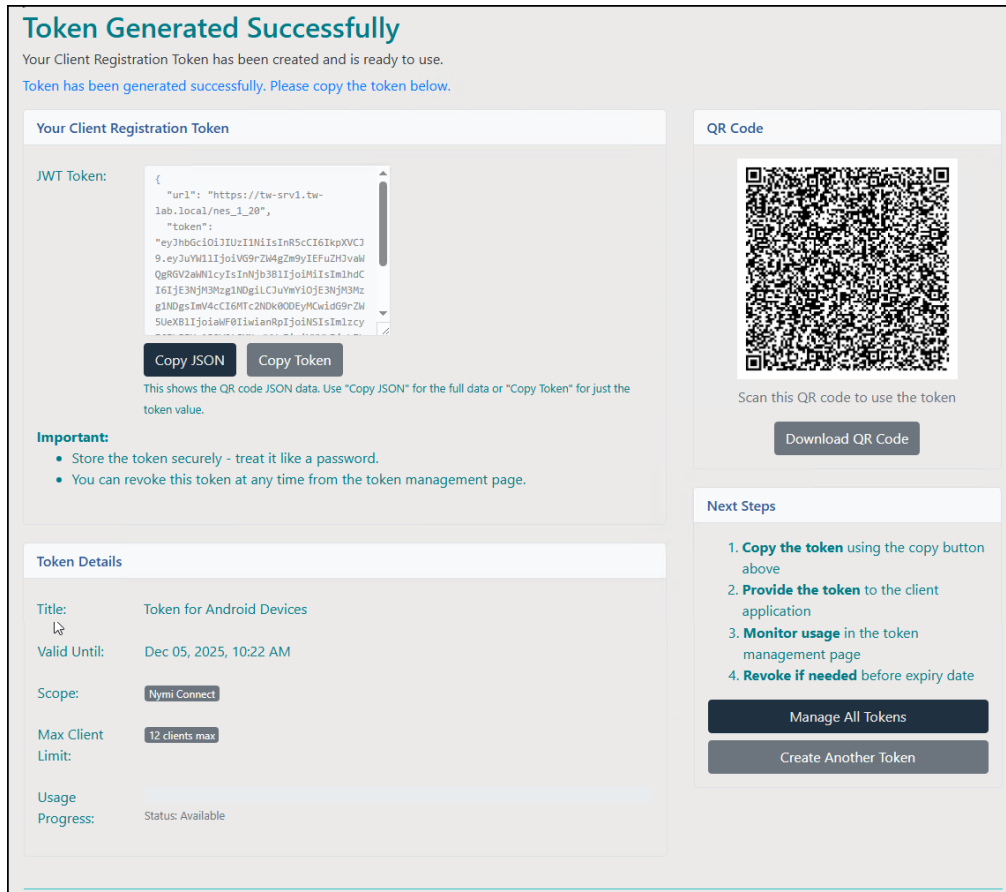 Token Generated Successfully
Your Client Registration Token has been created and is ready to use.
Token has been generated successfully. Please copy the token below.
Your Client Registration Token
JWT Token:
{
"url": "https://tw-srv1.tw-
lab.local/nes_1_20",
"token":
"eyJhbGciOiJIUzI1NiIsInR5cCI6IkpXVCJ
9.eyJuYW1lIjoiVG9rZW4gZm9yIEFuZHJvaW
QgRGV2aWNlcyIsInNjb3BlIjoiMiIsImlhdC
I6IjE3NjM3Mzg1NDgiLCJuYmYiOjE3NjM3Mz
g1NDgsImV4cCI6MTc2NDk0ODEyMCwidG9rZW
5UeXBlIjoiaWF0IiwianRpIjoiNSIsImlzcy
Copy JSON
Copy Token
This shows the QR code JSON data. Use "Copy JSON" for the full data or "Copy Token" for just the
token value.
Important:
• Store the token securely - treat it like a password.
• You can revoke this token at any time from the token management page.
Token Details
Title: Token for Android Devices
Valid Until: Dec 05, 2025, 10:22 AM
Scope: Nymi Connect
Max Client
Limit:
12 clients max
Usage
Progress:
Status: Available
QR Code
Scan this QR code to use the token
Download QR Code
Next Steps
1. Copy the token using the copy button
above
2. Provide the token to the client
application
3. Monitor usage in the token
management page
4. Revoke if needed before expiry date
Manage All Tokens
Create Another Token